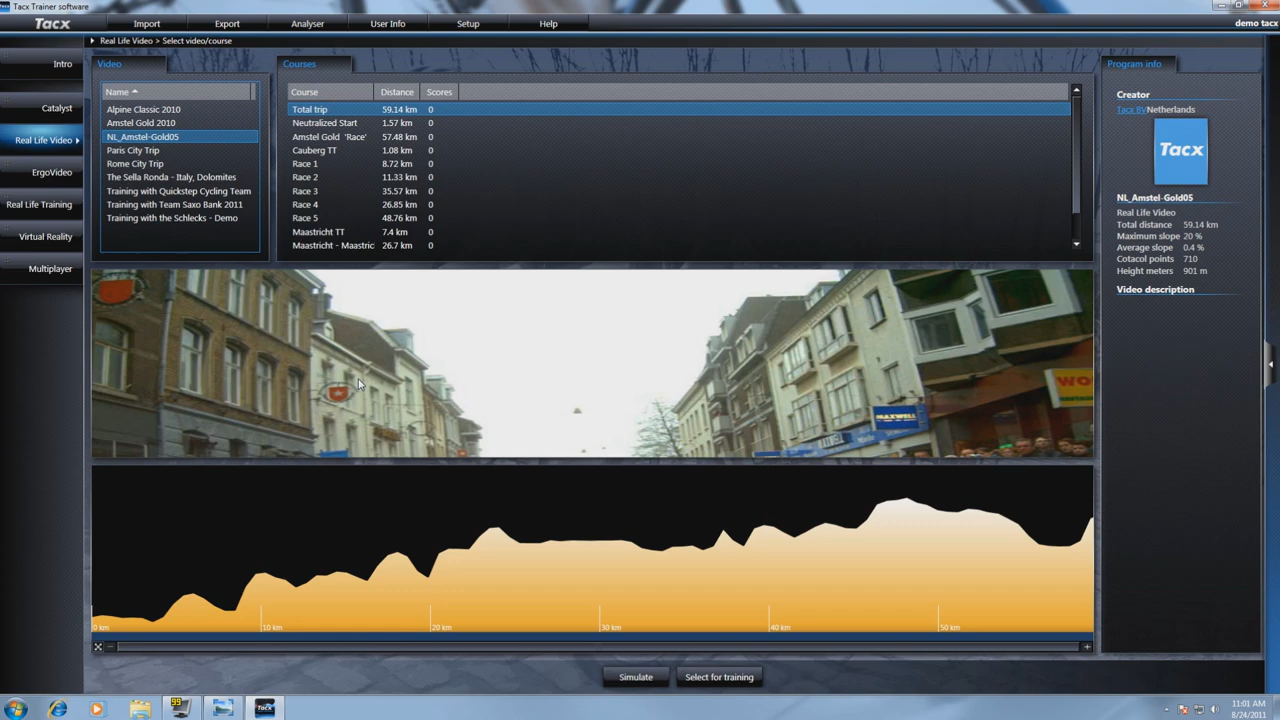 Tacx Trainer software
Tacx Import Export Analyser User Info Setup Help demo tacx
Real Life Video > Select video/course
Intro
Catalyst
Real Life Video
ErgoVideo
Real Life Training
Virtual Reality
Multiplayer
Video
Name
Alpine Classic 2010
Amstel Gold 2010
NL_Amstel-Gold05
Paris City Trip
Rome City Trip
The Sella Ronda - Italy, Dolomites
Training with Quickstep Cycling Team
Training with Team Saxo Bank 2011
Training with the Schlecks - Demo
Courses
Course Distance Scores
Total trip 59.14 km 0
Neutralized Start 1.57 km 0
Amstel Gold 'Race' 57.48 km 0
Cauberg TT 1.08 km 0
Race 1 8.72 km 0
Race 2 11.33 km 0
Race 3 35.57 km 0
Race 4 26.85 km 0
Race 5 48.76 km 0
Maastricht TT 7.4 km 0
Maastricht - Maastric 26.7 km 0
Program info
Creator
Tacx BV Netherlands
Tacx
NL_Amstel-Gold05
Real Life Video
Total distance 59.14 km
Maximum slope 20 %
Average slope 0.4 %
Cotacol points 710
Height meters 901 m
Video description
MAXWELL
MAXWELL
WO
0 km 10 km 20 km 30 km 40 km 50 km
Simulate Select for training
99
Tacx
11:01 AM
8/24/2011